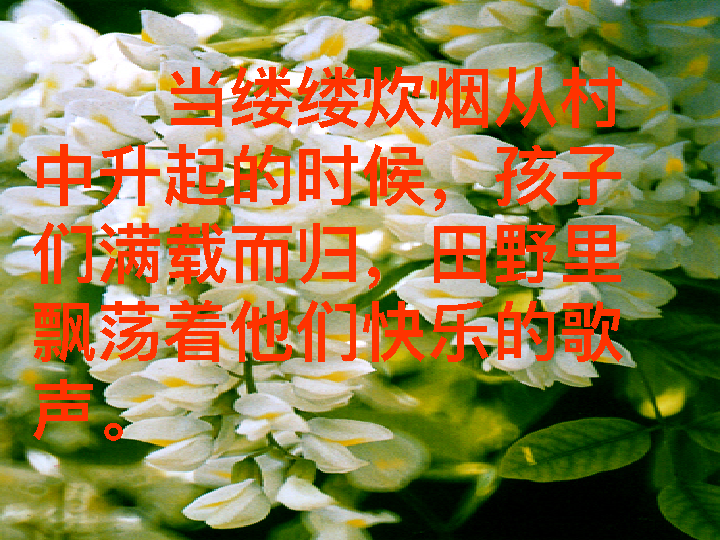 当缕缕炊烟从村
中升起的时候，孩子
们满载而归，田野里
飘荡着他们快乐的歌
声。